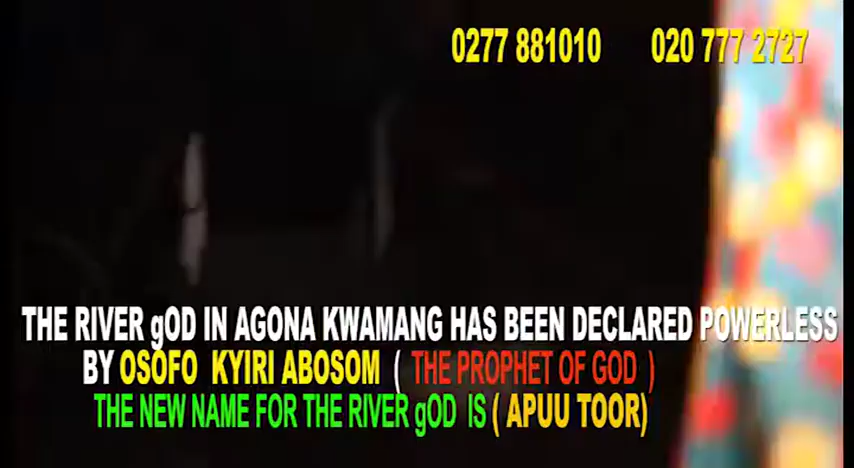 0277 881010 020 777 2727
THE RIVER gOD IN AGONA KWAMANG HAS BEEN DECLARED POWERLESS
BY OSOFO KYIRI ABOSOM ( THE PROPHET OF GOD )
THE NEW NAME FOR THE RIVER gOD IS ( APUU TOOR)